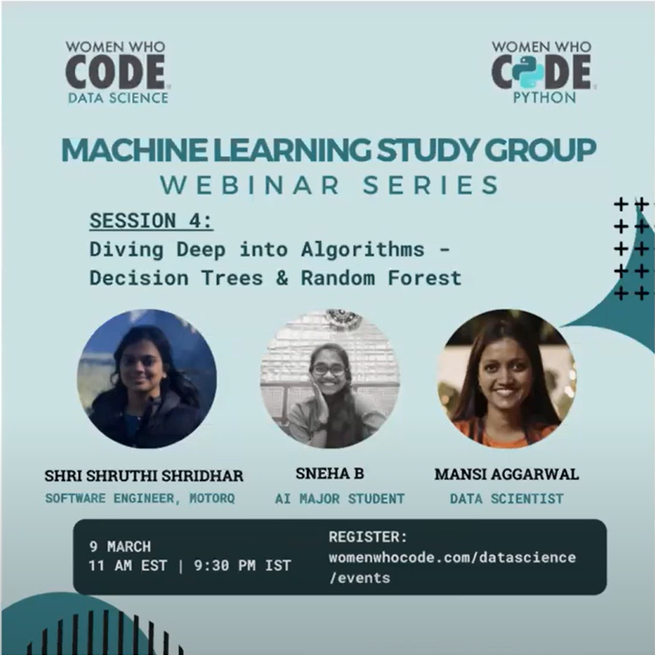 WOMEN WHO
CODE
DATA SCIENCE
WOMEN WHO
CODE
PYTHON
MACHINE LEARNING STUDY GROUP
WEBINAR SERIES
SESSION 4:
Diving Deep into Algorithms -
Decision Trees & Random Forest
SHRI SHRUTHI SHRIDHAR
SOFTWARE ENGINEER, MOTORQ
SNEHA B
AI MAJOR STUDENT
MANSI AGGARWAL
DATA SCIENTIST
9 MARCH
11 AM EST | 9:30 PM IST
REGISTER:
womenwhocode.com/datascience
/events